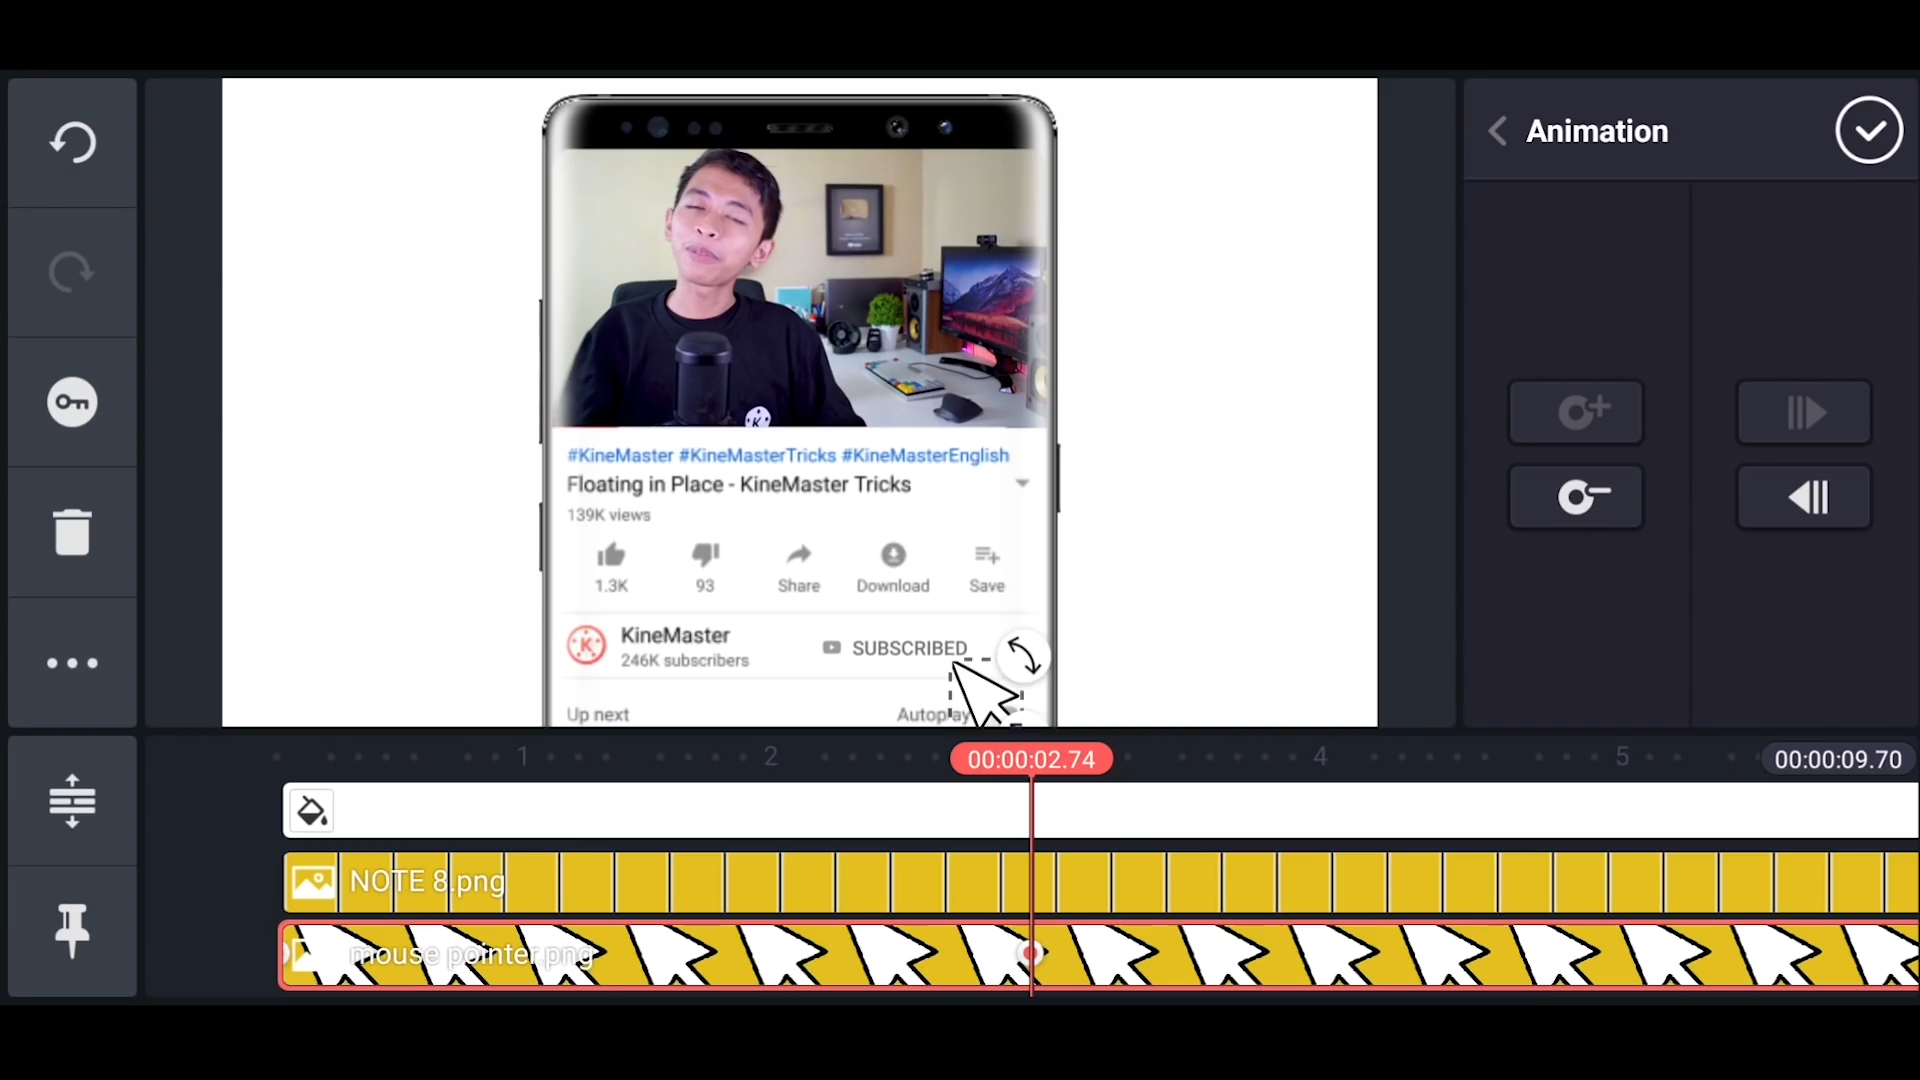 Animation
#KineMaster #KineMasterTricks #KineMasterEnglish
Floating in Place - KineMaster Tricks
139K views
1.3K
93
Share
Download
Save
K
KineMaster
246K subscribers
SUBSCRIBED
Up next
Autoplay
1
2
00:00:02.74
4
5
00:00:09.70
NOTE 8.png
mouse pointer.png